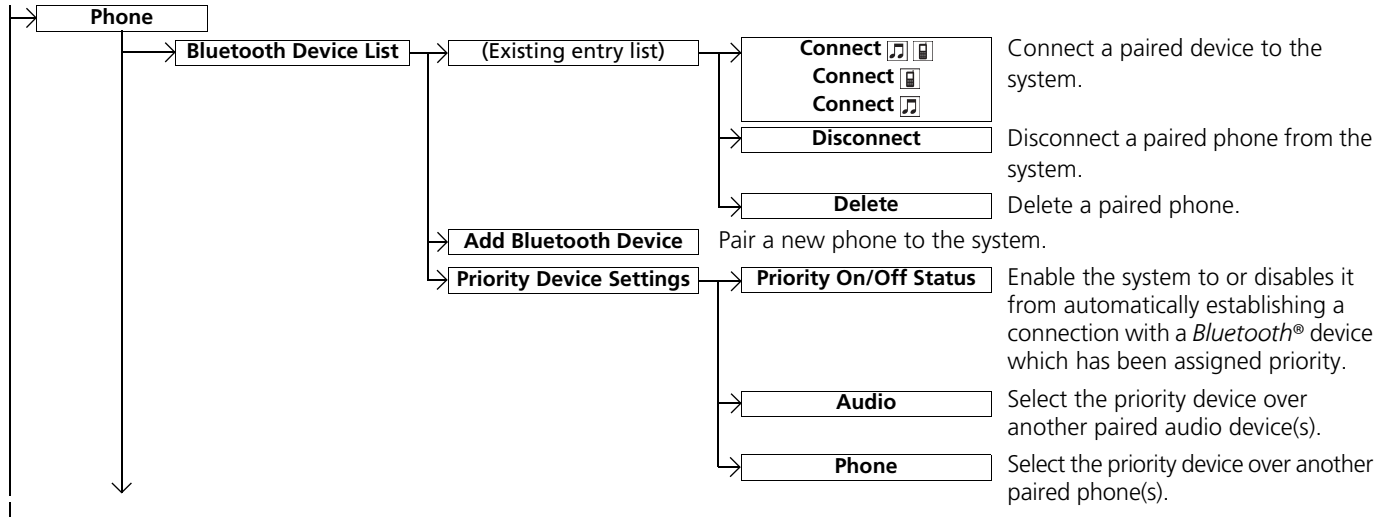 Phone
Bluetooth Device List
(Existing entry list)
Connect
Connect
Connect
Connect a paired device to the
system.
Disconnect
Disconnect a paired phone from the
system.
Delete
Delete a paired phone.
Add Bluetooth Device
Pair a new phone to the system.
Priority Device Settings
Priority On/Off Status
Enable the system to or disables it
from automatically establishing a
connection with a Bluetooth® device
which has been assigned priority.
Audio
Select the priority device over
another paired audio device(s).
Phone
Select the priority device over another
paired phone(s).